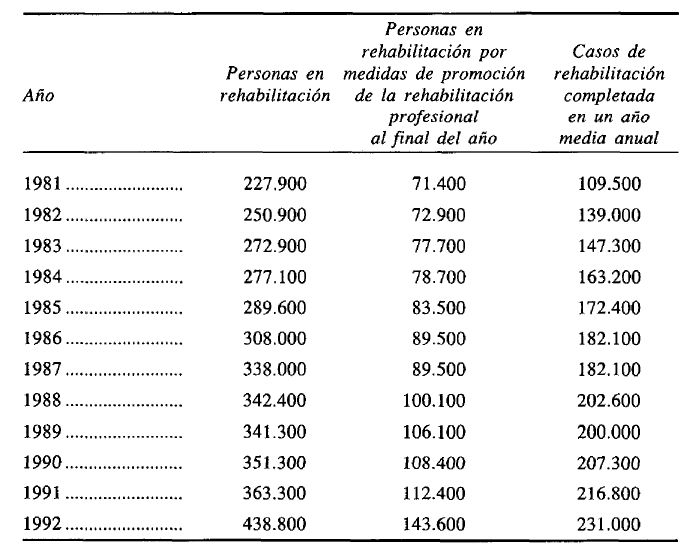 Personas en
rehabilitación por Casos de
Personas en medidas de promoción rehabilitación
Año rehabilitación de la rehabilitación completada
profesional en un año
al final del año media anual
1981 ......................... 227.900 71.400 109.500
1982 ......................... 250.900 72.900 139.000
1983 ......................... 272.900 77.700 147.300
1984 ......................... 277.100 78.700 163.200
1985 ......................... 289.600 83.500 172.400
1986 ......................... 308.000 89.500 182.100
1987 ......................... 338.000 89.500 182.100
1988 ......................... 342.400 100.100 202.600
1989 ......................... 341.300 106.100 200.000
1990 ......................... 351.300 108.400 207.300
1991 ......................... 363.300 112.400 216.800
1992 ......................... 438.800 143.600 231.000